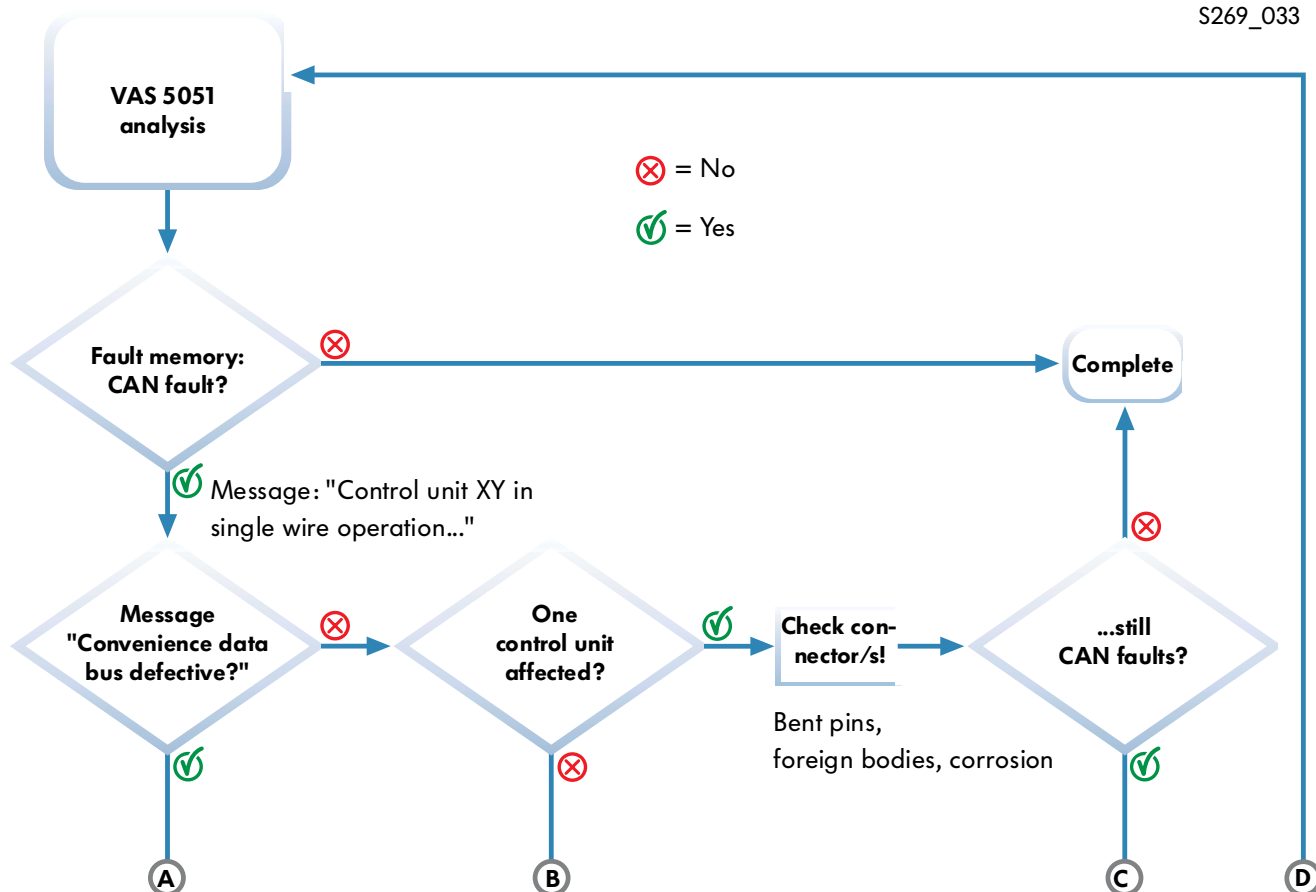 S269_033
VAS 5051
analysis
= No
= Yes
Fault memory:
CAN fault?
Complete
Message: "Control unit XY in
single wire operation..."
Message
"Convenience data
bus defective?"
One
control unit
affected?
Check con-
nector/s!
...still
CAN faults?
Bent pins,
foreign bodies, corrosion
A
B
C
D